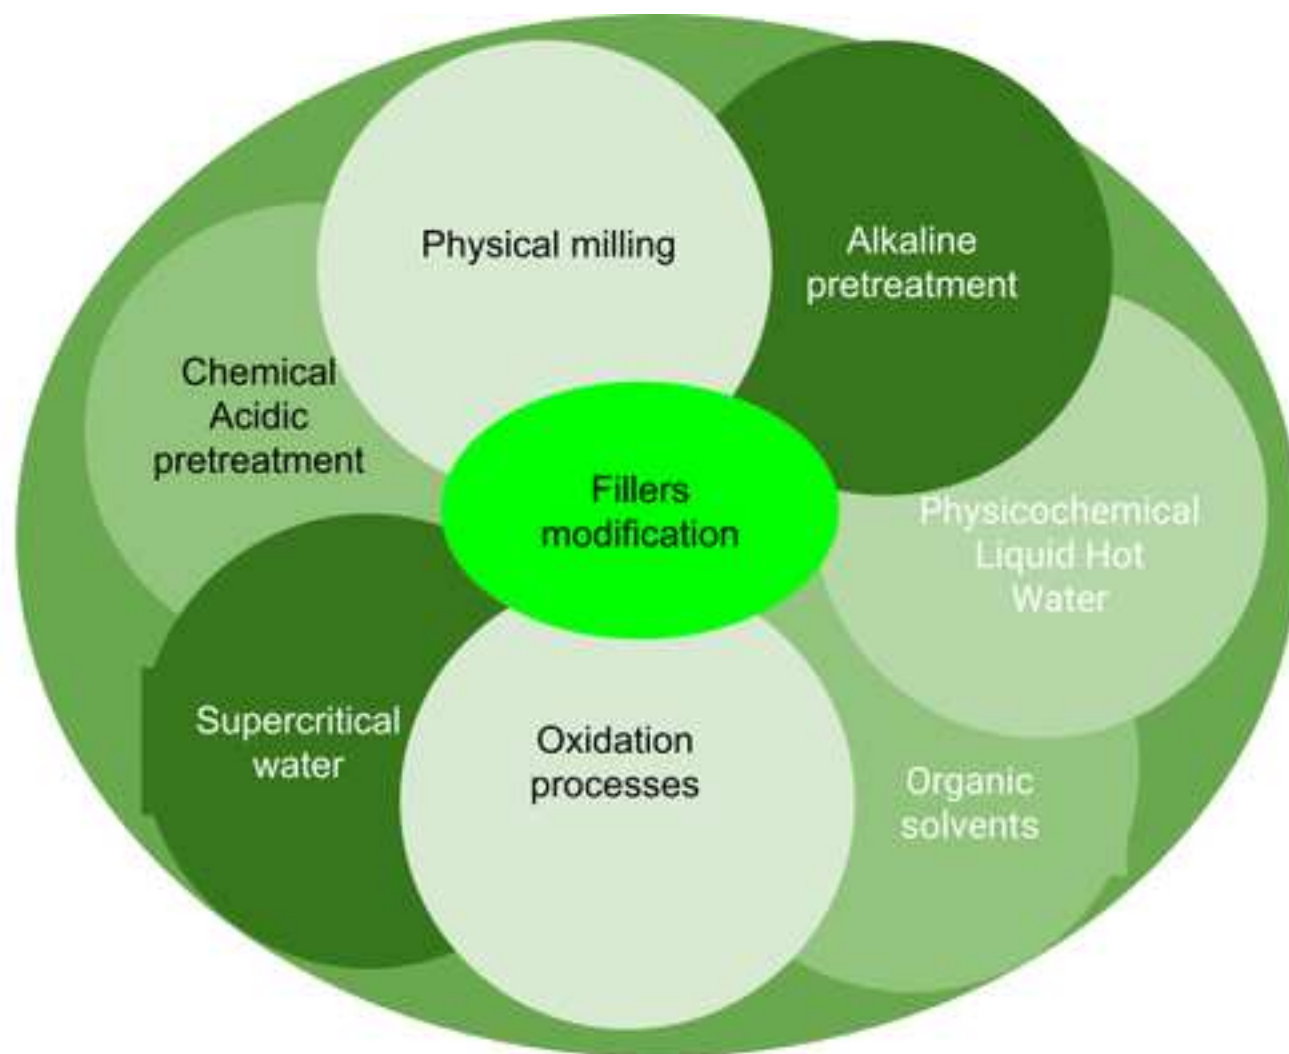 Physical milling
Alkaline
pretreatment
Chemical
Acidic
pretreatment
Fillers
modification
Physicochemical
Liquid Hot
Water
Supercritical
water
Oxidation
processes
Organic
solvents